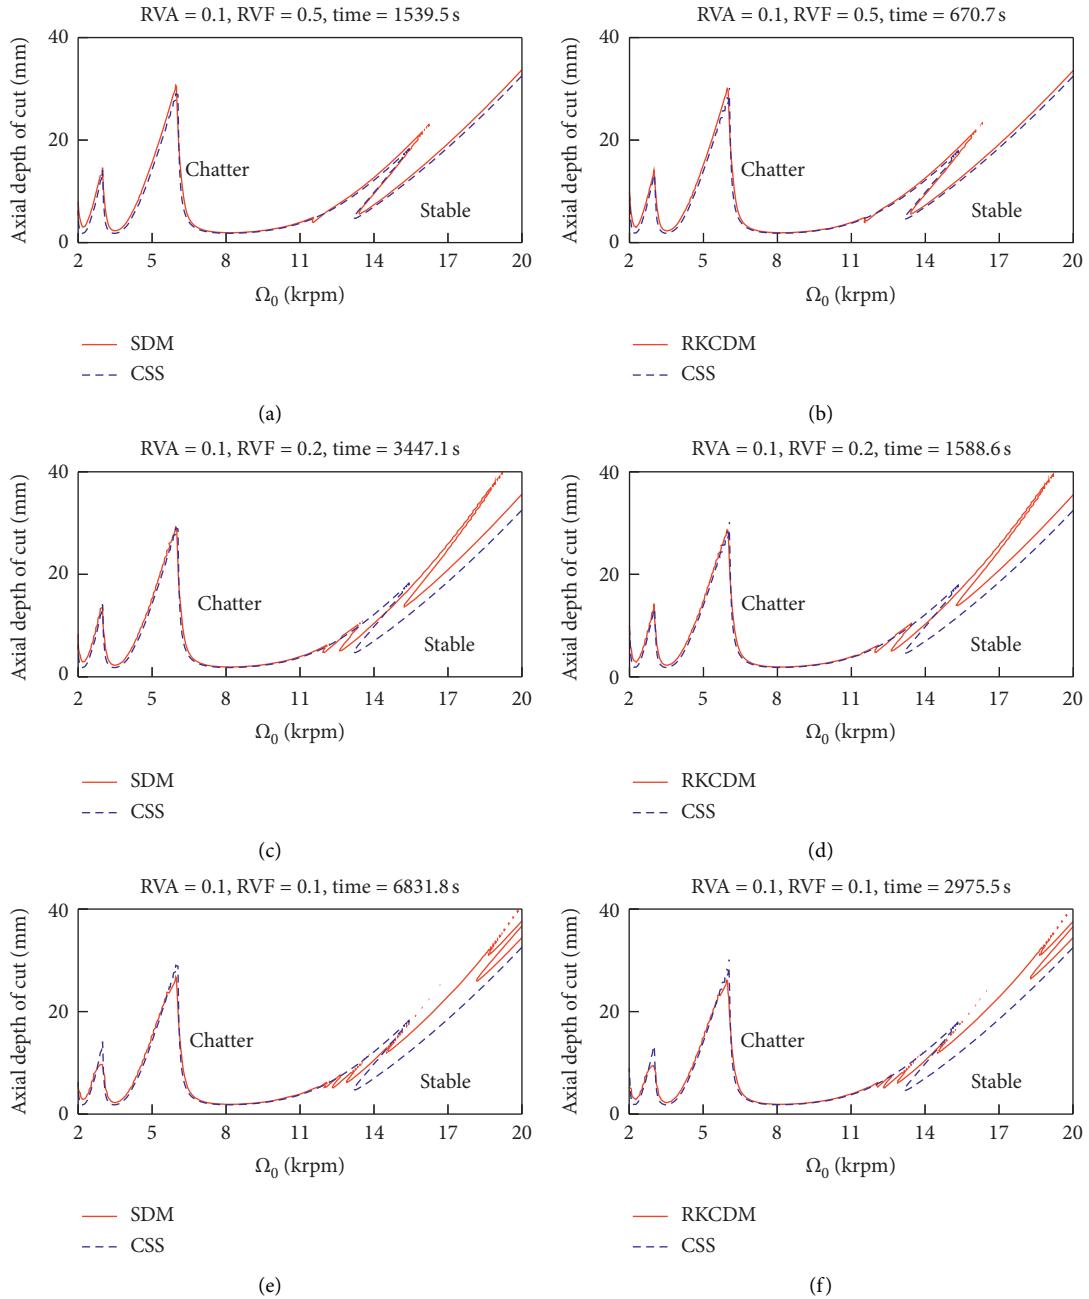 RVA = 0.1, RVF = 0.5, time = 1539.5 s
Axial depth of cut (mm)
40
20
0
Chatter
Stable
2 5 8 11 14 17 20
Ω₀ (krpm)
SDM
CSS
(a)
RVA = 0.1, RVF = 0.5, time = 670.7 s
Axial depth of cut (mm)
40
20
0
Chatter
Stable
2 5 8 11 14 17 20
Ω₀ (krpm)
RKCDM
CSS
(b)
RVA = 0.1, RVF = 0.2, time = 3447.1 s
Axial depth of cut (mm)
40
20
0
Chatter
Stable
2 5 8 11 14 17 20
Ω₀ (krpm)
SDM
CSS
(c)
RVA = 0.1, RVF = 0.2, time = 1588.6 s
Axial depth of cut (mm)
40
20
0
Chatter
Stable
2 5 8 11 14 17 20
Ω₀ (krpm)
RKCDM
CSS
(d)
RVA = 0.1, RVF = 0.1, time = 6831.8 s
Axial depth of cut (mm)
40
20
0
Chatter
Stable
2 5 8 11 14 17 20
Ω₀ (krpm)
SDM
CSS
(e)
RVA = 0.1, RVF = 0.1, time = 2975.5 s
Axial depth of cut (mm)
40
20
0
Chatter
Stable
2 5 8 11 14 17 20
Ω₀ (krpm)
RKCDM
CSS
(f)